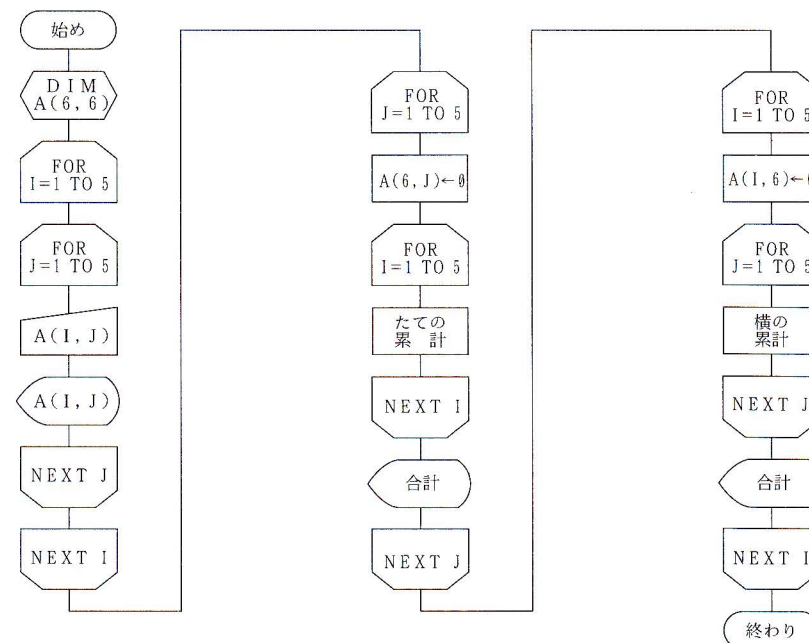 始め
DIM
A(6,6)
FOR
I=1 TO 5
FOR
J=1 TO 5
A(I,J)
A(I,J)
NEXT J
NEXT I
FOR
J=1 TO 5
A(6,J)←0
FOR
I=1 TO 5
たての
累 計
NEXT I
合計
NEXT J
FOR
I=1 TO 5
A(I,6)←
FOR
J=1 TO 5
横の
累計
NEXT J
合計
NEXT I
終わり